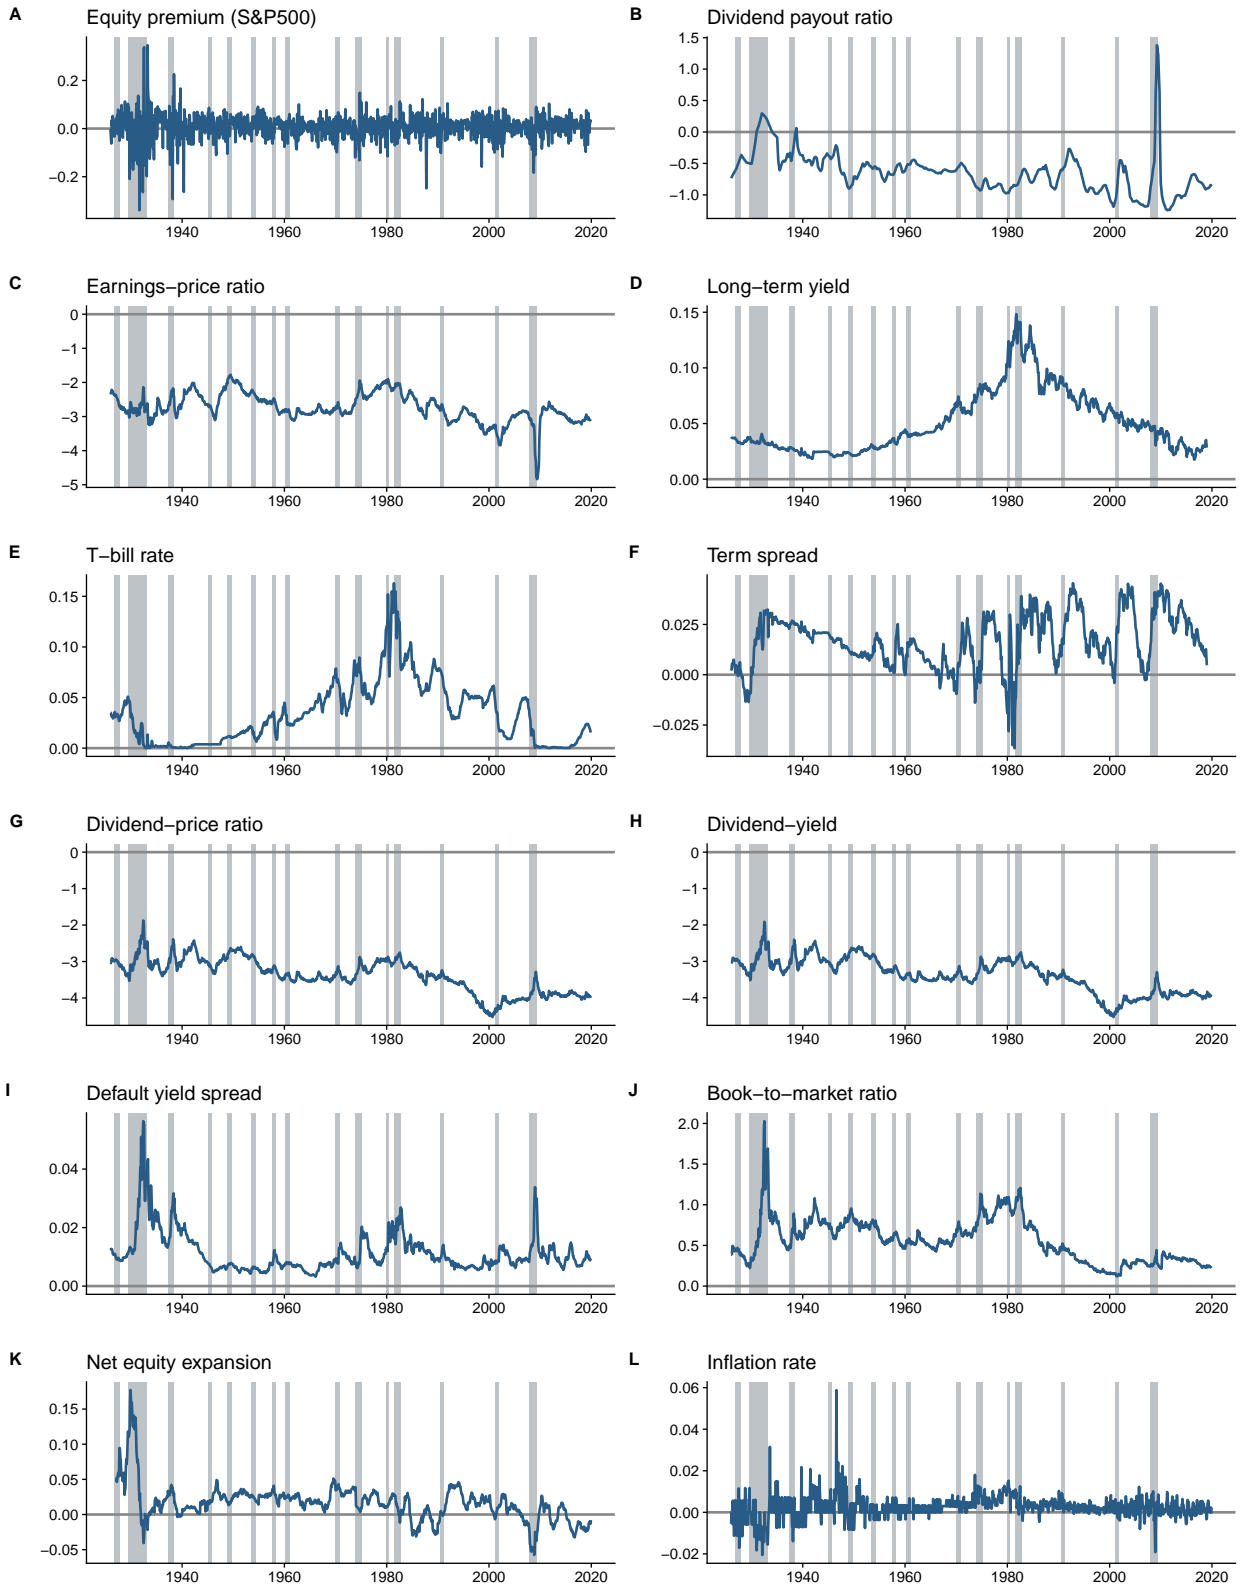 A Equity premium (S&P500)
0.2
0.0
−0.2
1940 1960 1980 2000 2020
B Dividend payout ratio
1.5
1.0
0.5
0.0
−0.5
−1.0
1940 1960 1980 2000 2020
C Earnings−price ratio
0
−1
−2
−3
−4
−5
1940 1960 1980 2000 2020
D Long−term yield
0.15
0.10
0.05
0.00
1940 1960 1980 2000 2020
E T−bill rate
0.15
0.10
0.05
0.00
1940 1960 1980 2000 2020
F Term spread
0.025
0.000
−0.025
1940 1960 1980 2000 2020
G Dividend−price ratio
0
−1
−2
−3
−4
1940 1960 1980 2000 2020
H Dividend−yield
0
−1
−2
−3
−4
1940 1960 1980 2000 2020
I Default yield spread
0.04
0.02
0.00
1940 1960 1980 2000 2020
J Book−to−market ratio
2.0
1.5
1.0
0.5
0.0
1940 1960 1980 2000 2020
K Net equity expansion
0.15
0.10
0.05
0.00
−0.05
1940 1960 1980 2000 2020
L Inflation rate
0.06
0.04
0.02
0.00
−0.02
1940 1960 1980 2000 2020